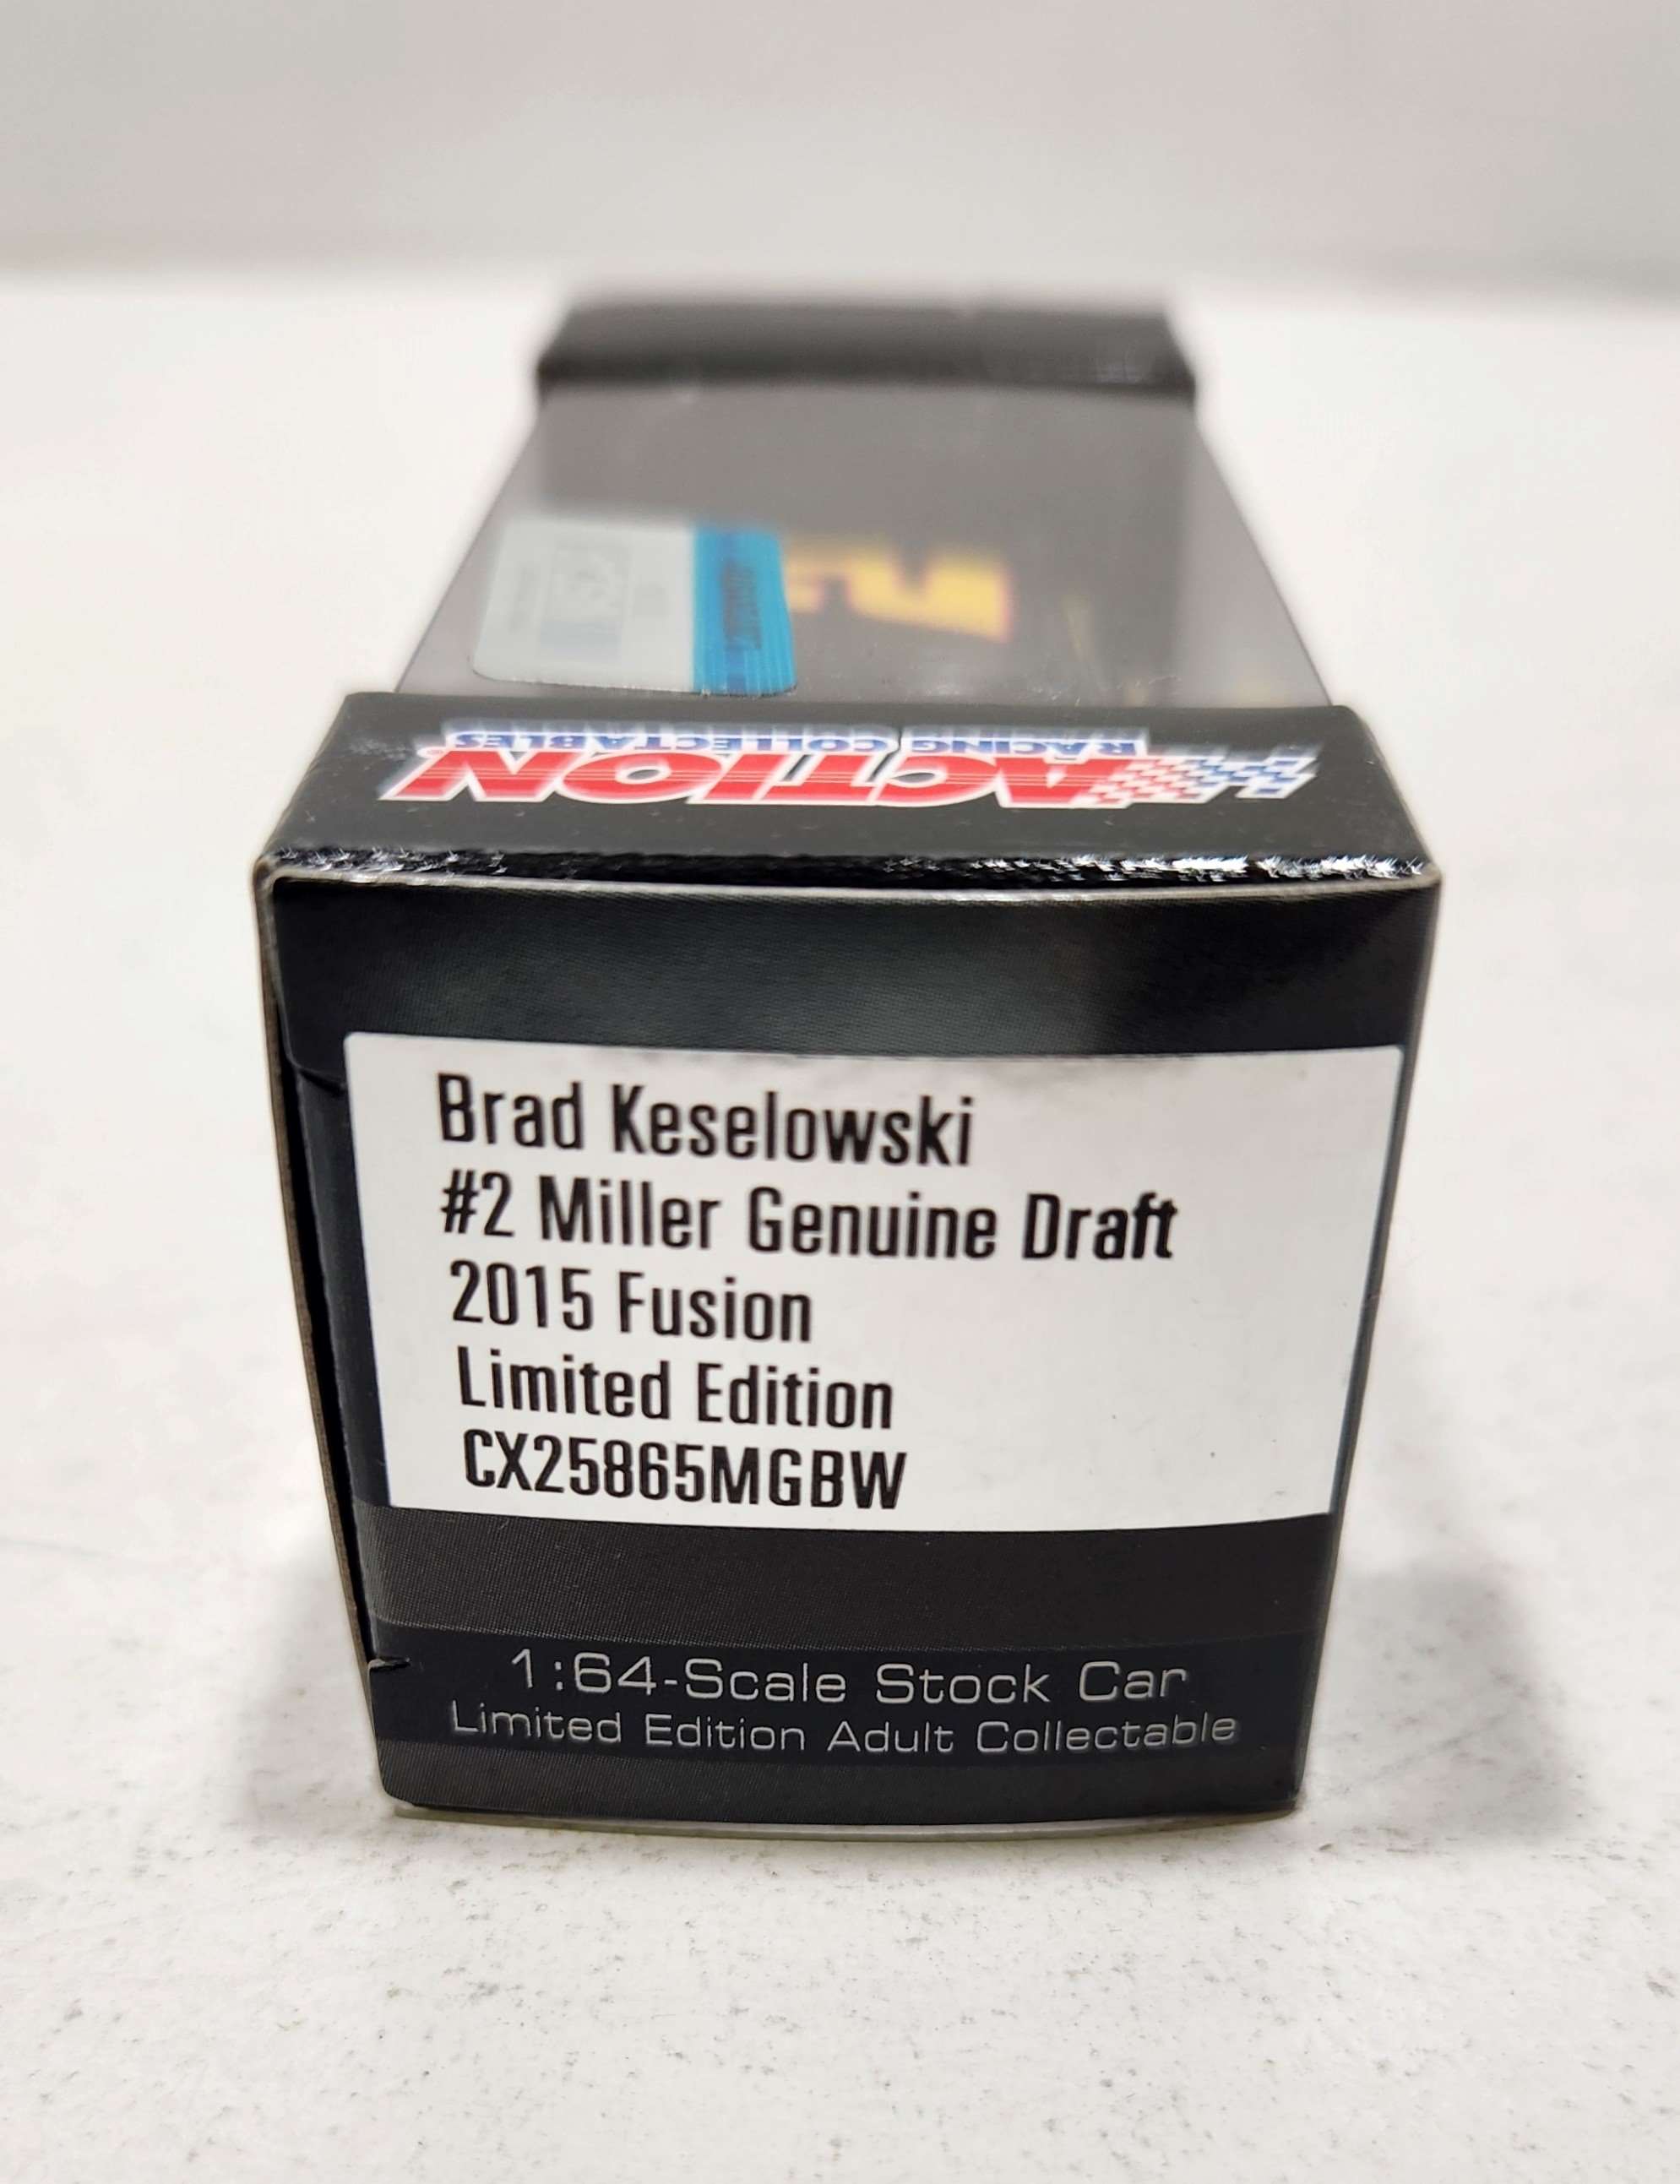 ACTION
RACING COLLECTABLES
Brad Keselowski
#2 Miller Genuine Draft
2015 Fusion
Limited Edition
CX25865MGBW
1:64-Scale Stock Car
Limited Edition Adult Collectable